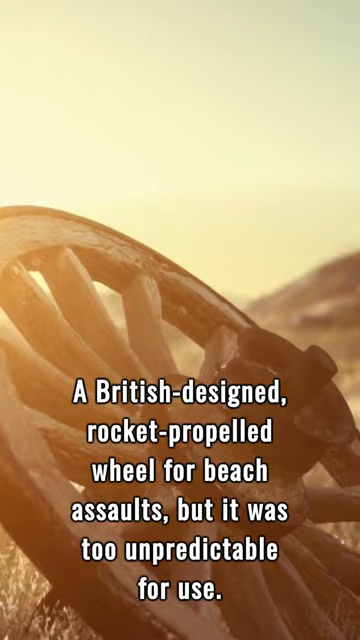 A British-designed,
rocket-propelled
wheel for beach
assaults, but it was
too unpredictable
for use.